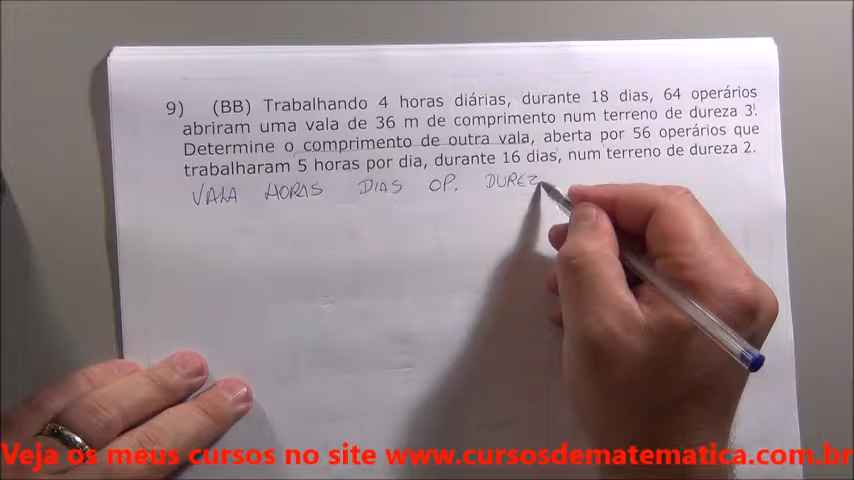 9) (BB) Trabalhando 4 horas diárias, durante 18 dias, 64 operários
abriram uma vala de 36 m de comprimento num terreno de dureza 3.
Determine o comprimento de outra vala, aberta por 56 operários que
trabalharam 5 horas por dia, durante 16 dias, num terreno de dureza 2.
VALA HORAS DIAS OP. DUREZ
Veja os meus cursos no site www.cursosdematematica.com.br